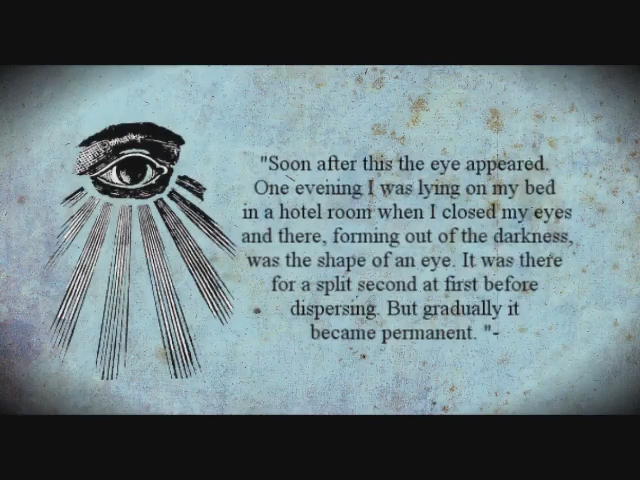 "Soon after this the eye appeared.
One evening I was lying on my bed
in a hotel room when I closed my eyes
and there, forming out of the darkness,
was the shape of an eye. It was there
for a split second at first before
dispersing. But gradually it
became permanent. "-